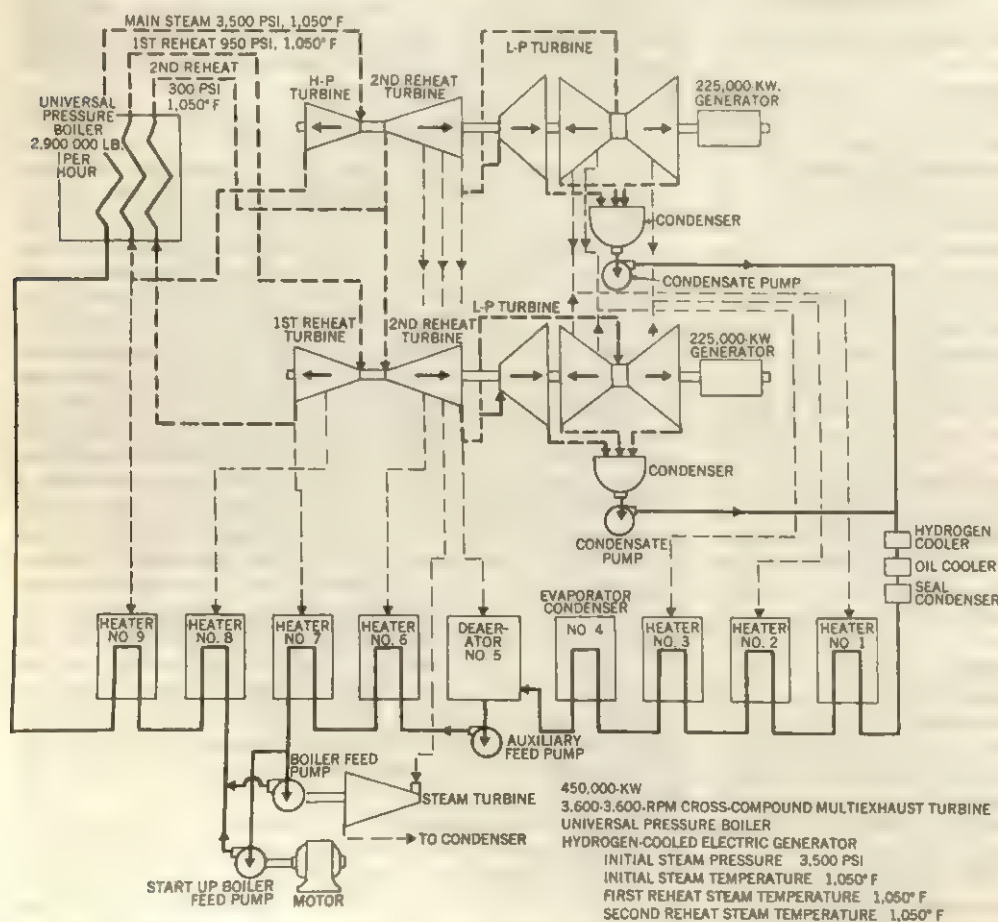 MAIN STEAM 3,500 PSI, 1,050° F
1ST REHEAT 950 PSI, 1.050° F
2ND REHEAT
300 PSI
1,050° F
UNIVERSAL
PRESSURE
BOILER
2.900 000 LB.
PER
HOUR
H-P
TURBINE
2ND REHEAT
TURBINE
L-P TURBINE
225,000-KW.
GENERATOR
CONDENSER
CONDENSATE PUMP
1ST REHEAT
TURBINE
2ND REHEAT
TURBINE
L-P TURBINE
225,000-KW
GENERATOR
CONDENSER
CONDENSATE
PUMP
HYDROGEN
COOLER
OIL COOLER
SEAL
CONDENSER
HEATER
NO 9
HEATER
NO. 8
HEATER
NO 7
HEATER
NO. 6
DEAER-
ATOR
NO. 5
EVAPORATOR
CONDENSER
NO. 4
HEATER
NO. 3
HEATER
NO. 2
HEATER
NO 1
AUXILIARY
FEED PUMP
BOILER FEED
PUMP
STEAM TURBINE
TO CONDENSER
START UP BOILER
FEED PUMP
MOTOR
450,000-KW
3,600-3,600-RPM CROSS-COMPOUND MULTIEXHAUST TURBINE
UNIVERSAL PRESSURE BOILER
HYDROGEN-COOLED ELECTRIC GENERATOR
INITIAL STEAM PRESSURE 3,500 PSI
INITIAL STEAM TEMPERATURE 1,050° F
FIRST REHEAT STEAM TEMPERATURE 1,050° F
SECOND REHEAT STEAM TEMPERATURE 1,050° F